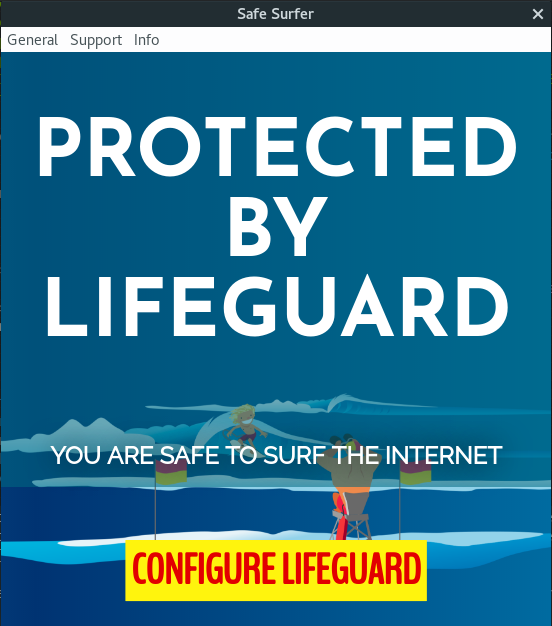 Safe Surfer
General Support Info
PROTECTED
BY
LIFEGUARD
YOU ARE SAFE TO SURF THE INTERNET
CONFIGURE LIFEGUARD